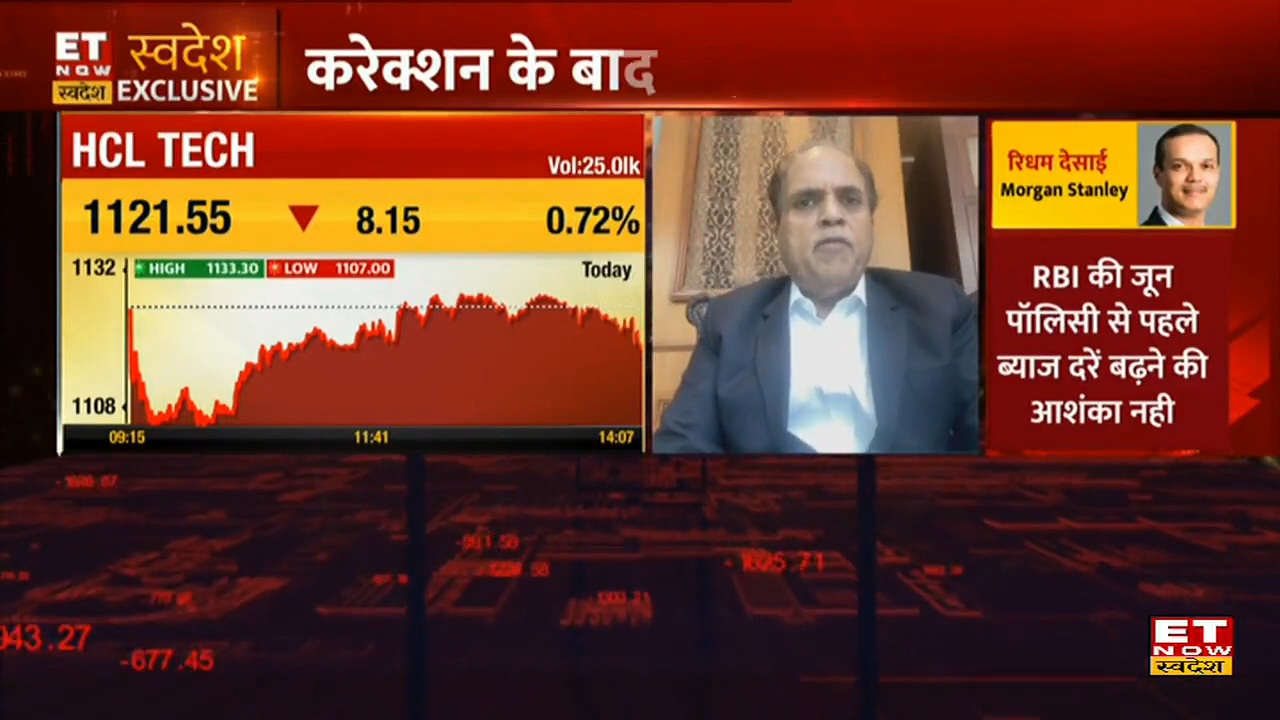 ET
NOW
स्वदेश
स्वदेश
EXCLUSIVE
करेक्शन के बाद
HCL TECH
Vol:25.0lk
1121.55 8.15 0.72%
1132
HIGH 1133.30 LOW 1107.00
Today
1108
09:15 11:41 14:07
रिधम देसाई
Morgan Stanley
RBI की जून
पॉलिसी से पहले
ब्याज दरें बढ़ने की
आशंका नही
-677.45
ET
NOW
स्वदेश